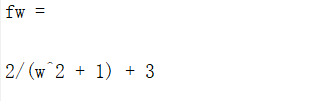 fw =
2/(w^2 + 1) + 3